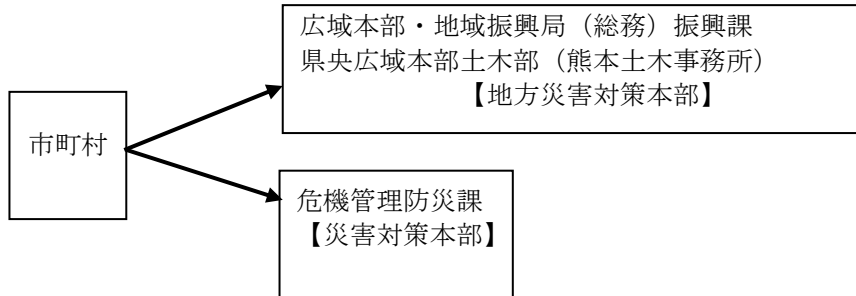 広域本部・地域振興局（総務）振興課
県央広域本部土木部（熊本土木事務所）
【地方災害対策本部】
市町村
危機管理防災課
【災害対策本部】